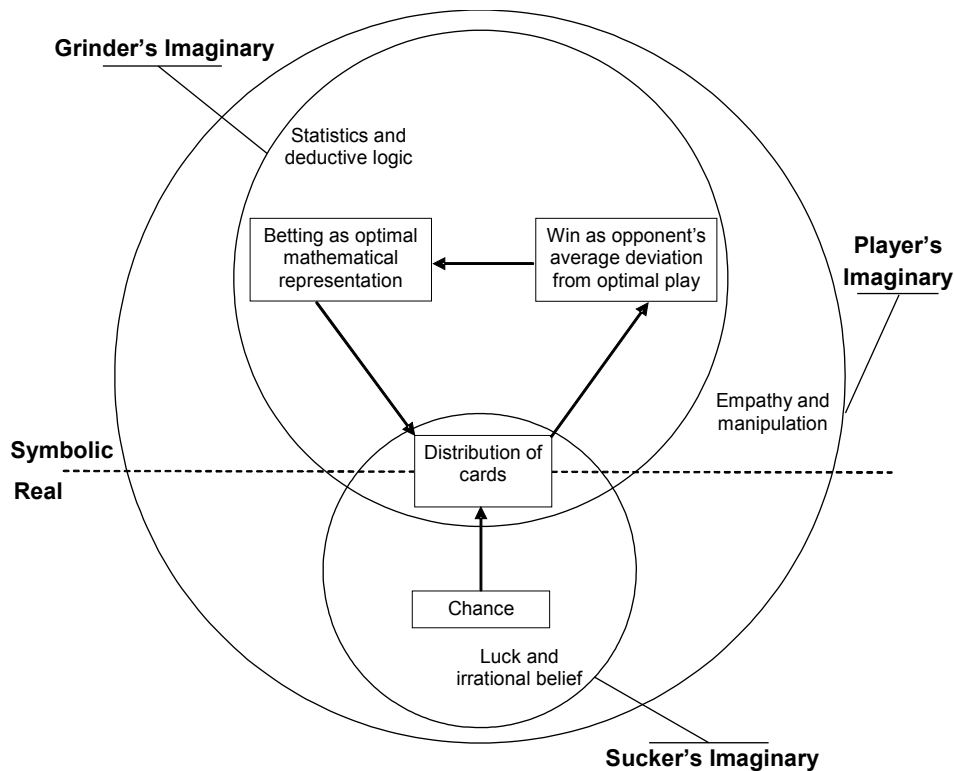 Grinder’s Imaginary
Statistics and
deductive logic
Betting as optimal
mathematical
representation
Win as opponent’s
average deviation
from optimal play
Player’s
Imaginary
Empathy and
manipulation
Symbolic
Real
Distribution of
cards
Chance
Luck and
irrational belief
Sucker’s Imaginary